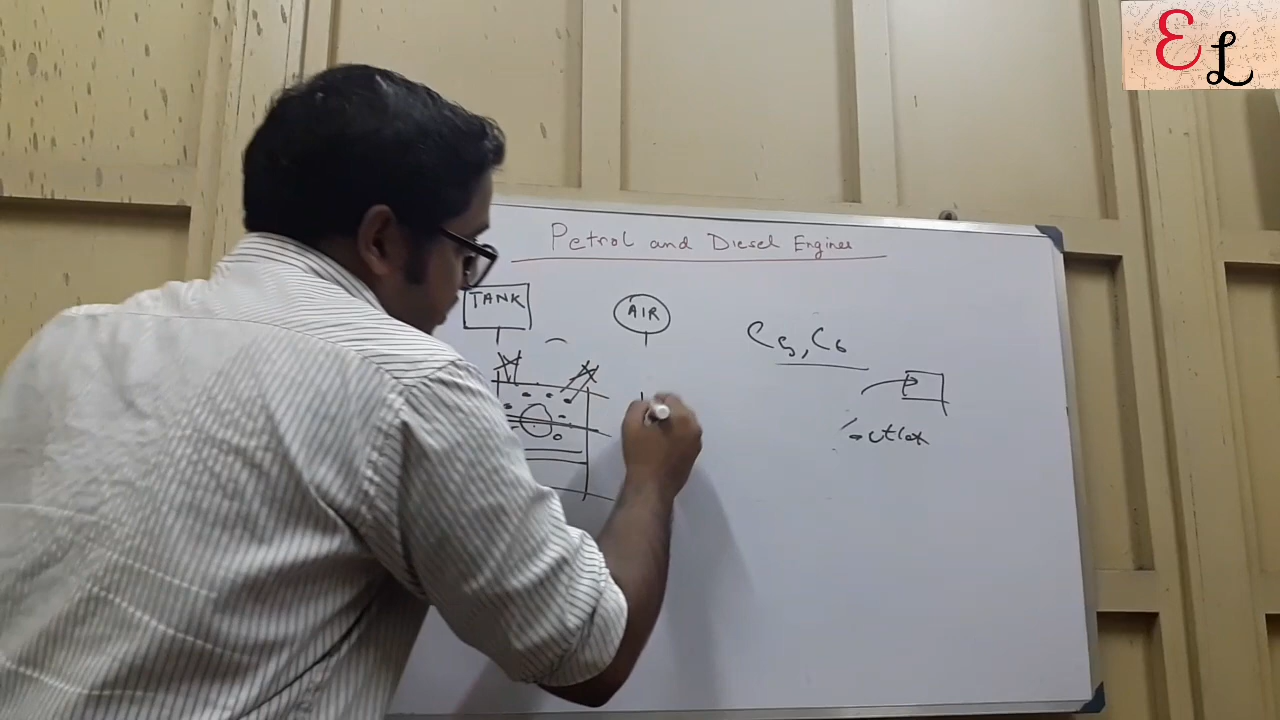 EL
Petrol and Diesel Engines
TANK
AIR
C5, C6
outlet